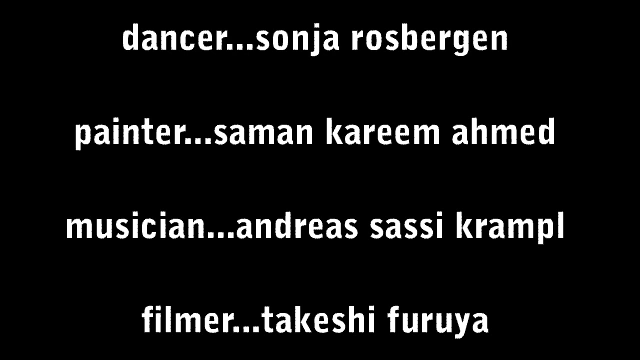 dancer...sonja rosbergen
painter...saman kareem ahmed
musician...andreas sassi krampl
filmer...takeshi furuya